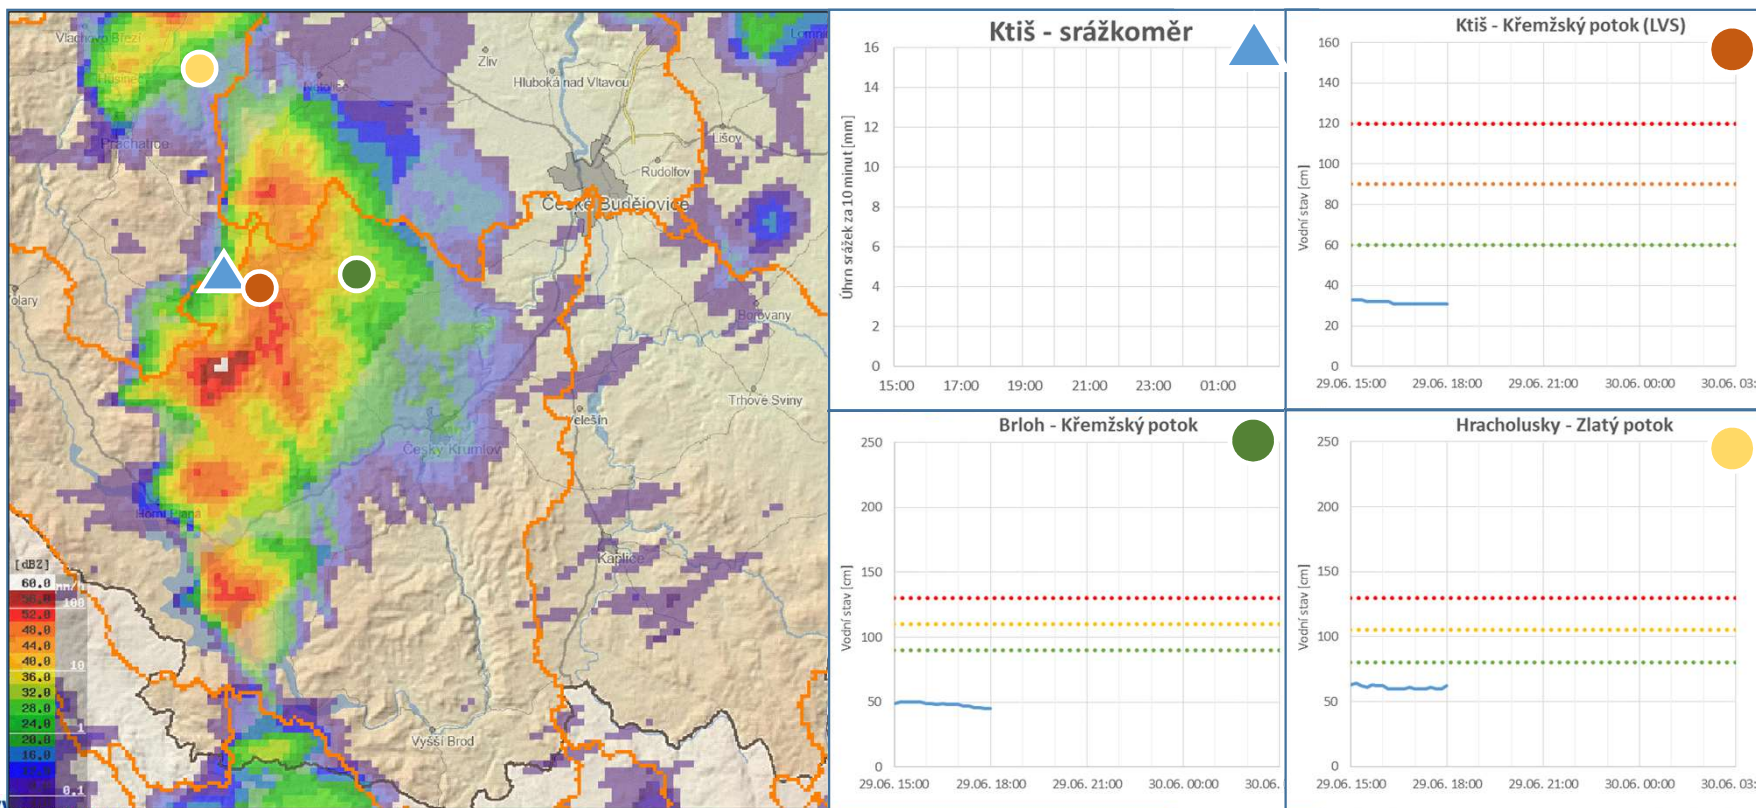 Vlachovo Březí
Husinec
Prachatice
Netolice
Zliv
Hluboká nad Vltavou
Lišov
Rudolfov
České Budějovice
Borovany
Trhové Sviny
Velešín
Český Krumlov
Horní Planá
Kaplice
Vyšší Brod
olary
Lomni
[dBZ]
60.0
56.0
52.0
48.0
44.0
40.0
36.0
32.0
28.0
24.0
20.0
16.0
mm/h
100
10
1
0.1
Ktiš - srážkoměr
Úhrn srážek za 10 minut [mm]
16
14
12
10
8
6
4
2
0
15:00 17:00 19:00 21:00 23:00 01:00
Ktiš - Křemžský potok (LVS)
Vodní stav [cm]
160
140
120
100
80
60
40
20
0
29.06. 15:00 29.06. 18:00 29.06. 21:00 30.06. 00:00 30.06. 03:
Brloh - Křemžský potok
Vodní stav [cm]
250
200
150
100
50
0
29.06. 15:00 29.06. 18:00 29.06. 21:00 30.06. 00:00 30.06.
Hracholusky - Zlatý potok
Vodní stav [cm]
250
200
150
100
50
0
29.06. 15:00 29.06. 18:00 29.06. 21:00 30.06. 00:00 30.06. 03: